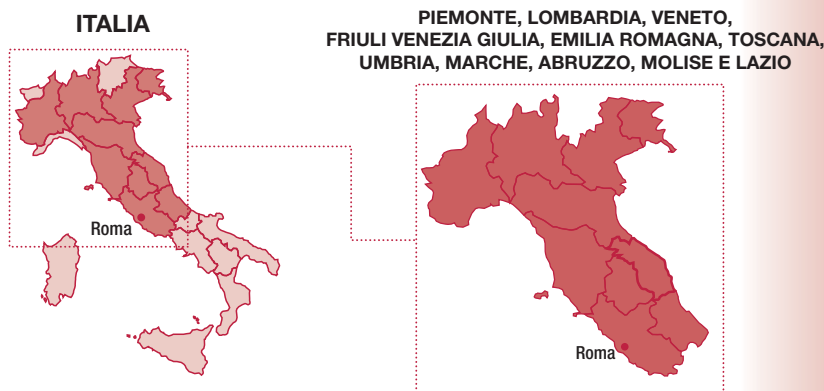 ITALIA
Roma
PIEMONTE, LOMBARDIA, VENETO,
FRIULI VENEZIA GIULIA, EMILIA ROMAGNA, TOSCANA,
UMBRIA, MARCHE, ABRUZZO, MOLISE E LAZIO
Roma